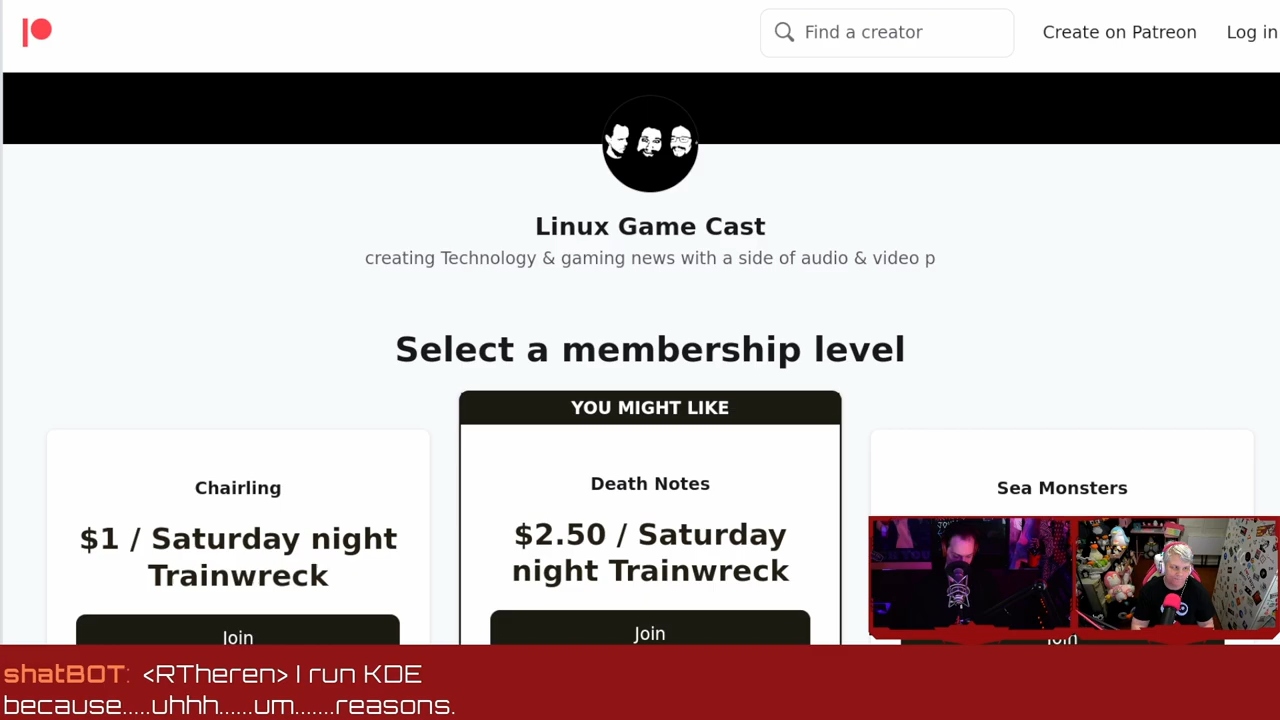 Find a creator
Create on Patreon
Log in
Linux Game Cast
creating Technology & gaming news with a side of audio & video p
Select a membership level
YOU MIGHT LIKE
Chairling
$1 / Saturday night
Trainwreck
Join
Death Notes
$2.50 / Saturday
night Trainwreck
Join
Sea Monsters
Join
shatBOT: <RTheren> I run KDE
because.....uhhh......um.......reasons.